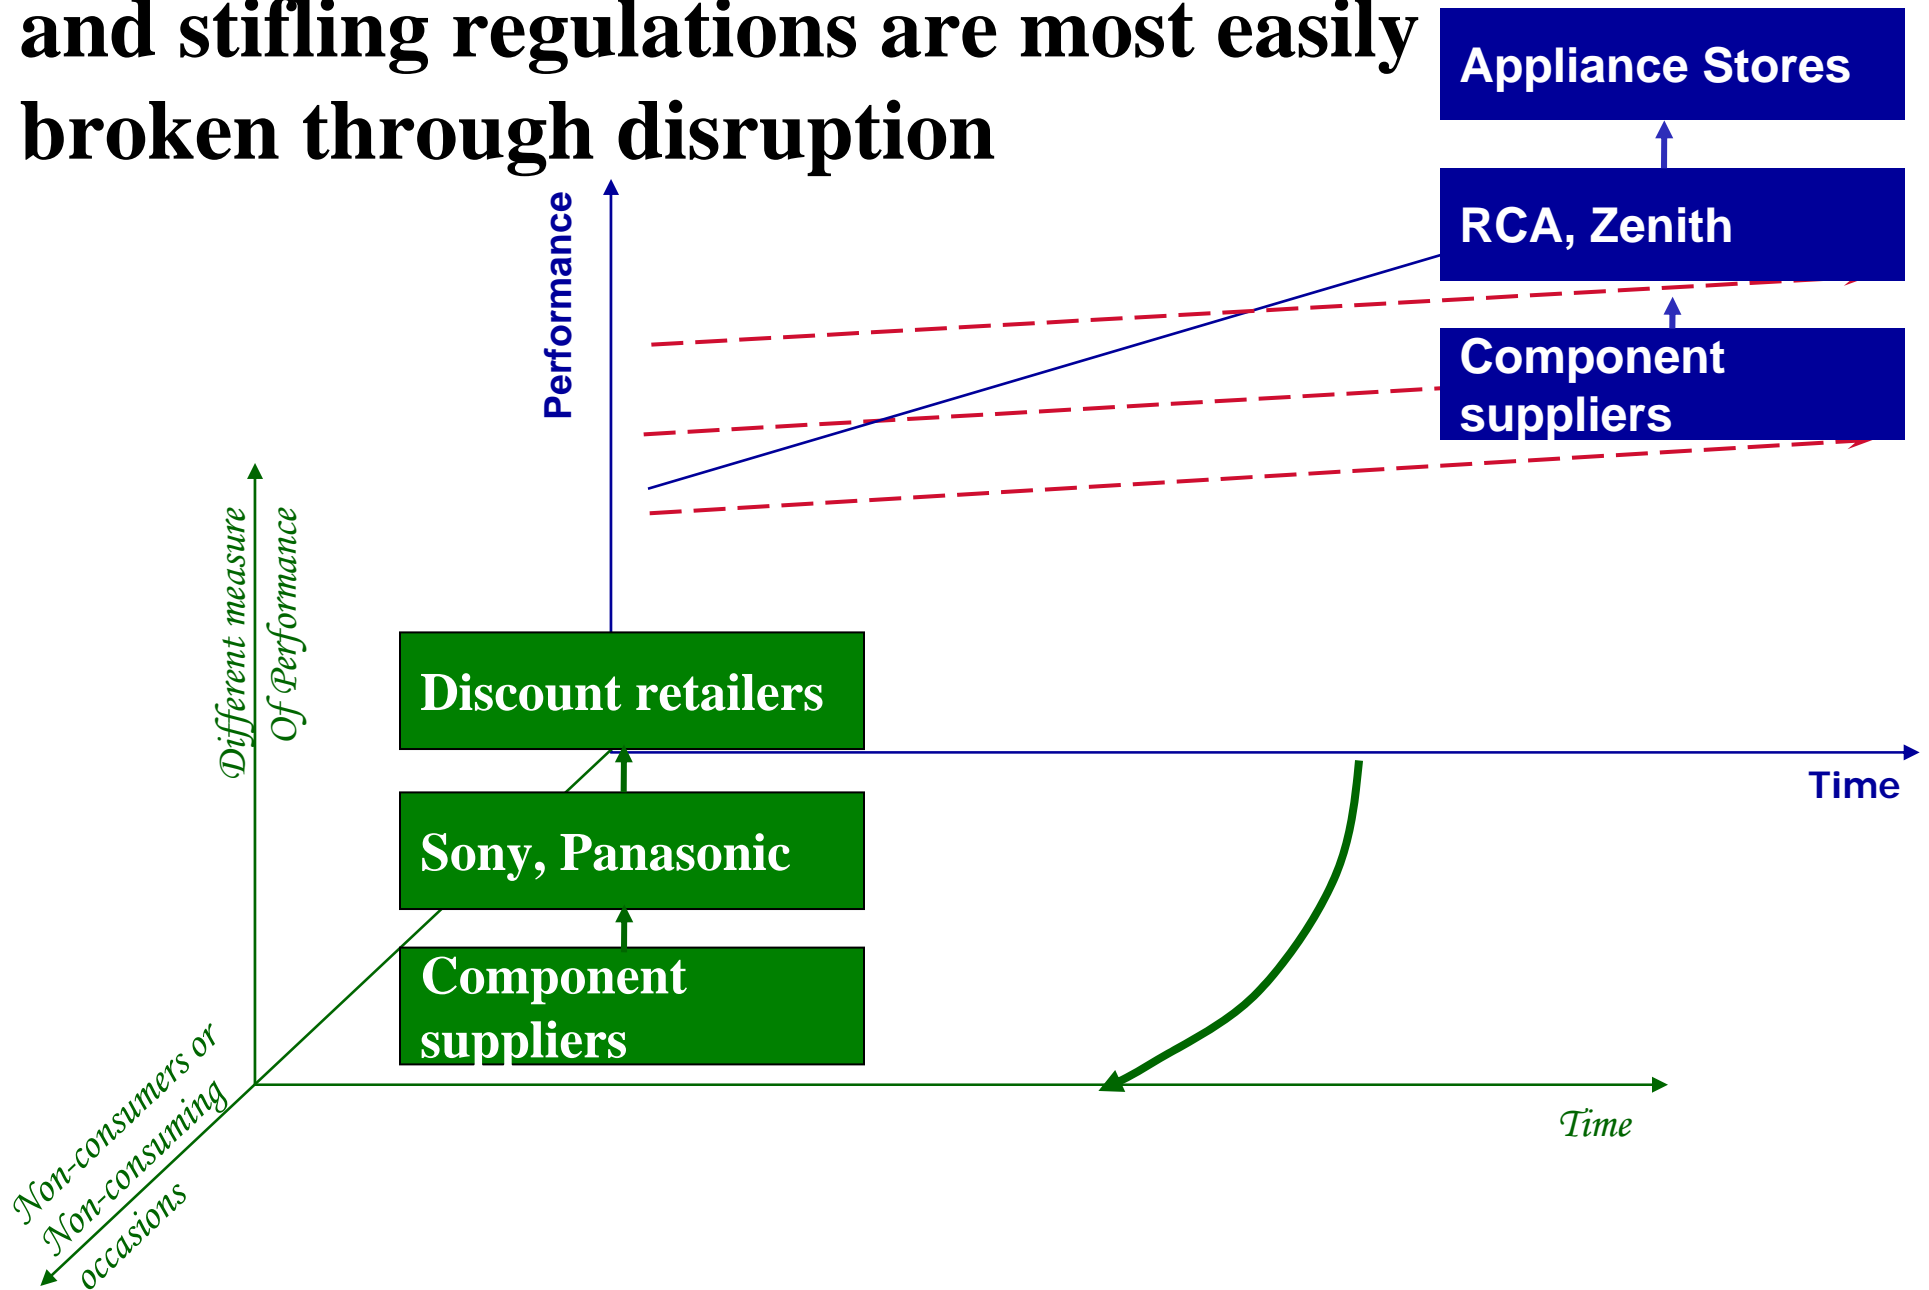 and stifling regulations are most easily
broken through disruption
Appliance Stores
RCA, Zenith
Component
suppliers
Performance
Different measure
Of Performance
Discount retailers
Time
Sony, Panasonic
Component
suppliers
Time
Non-consumers or
Non-consuming
occasions